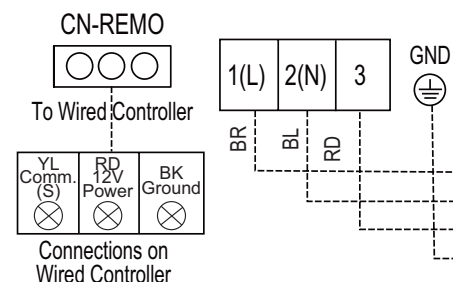 CN-REMO
To Wired Controller
YL
Comm.
(S)
RD
12V
Power
BK
Ground
Connections on
Wired Controller
1(L)
2(N)
3
GND
BR
BL
RD